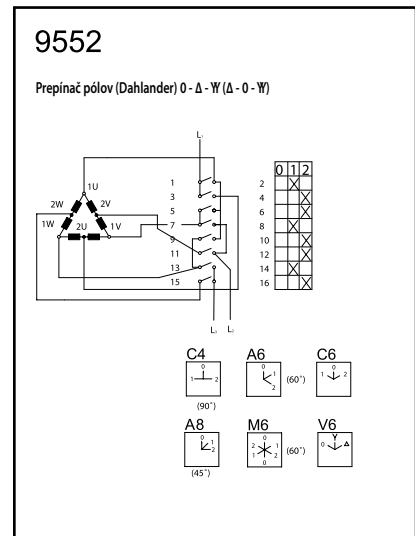 9552
Prepínač pólov (Dahlander) 0 - Δ - YY (Δ - 0 - YY)
L₁
1U
2W 2V
1W 2U 1V
1
3
5
7
9
11
13
15
0 1 2
2 X
4 X
6 X
8 X
10 X
12 X
14 X
16 X
L₃ L₂
C4 A6 C6
0 0 0
1 2 1 2 (60°) 1 2
(90°)
A8 M6 V6
0 0 Y
1 2 2 1 1 2 0 (60°) 0 Δ
(45°)